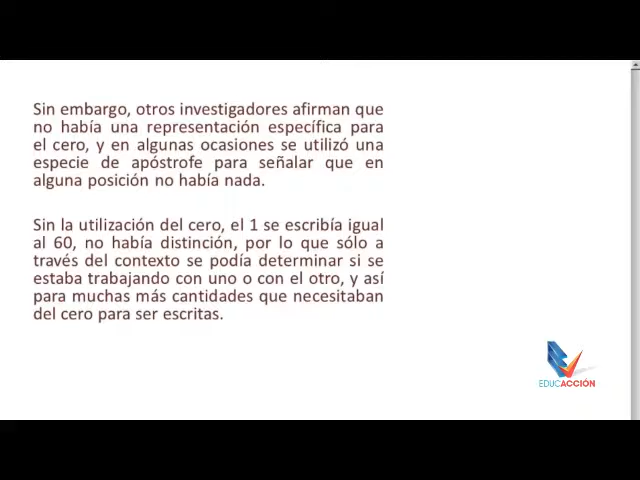 Sin embargo, otros investigadores afirman que
no había una representación específica para
el cero, y en algunas ocasiones se utilizó una
especie de apóstrofe para señalar que en
alguna posición no había nada.
Sin la utilización del cero, el 1 se escribía igual
al 60, no había distinción, por lo que sólo a
través del contexto se podía determinar si se
estaba trabajando con uno o con el otro, y así
para muchas más cantidades que necesitaban
del cero para ser escritas.
EDUCACCIÓN